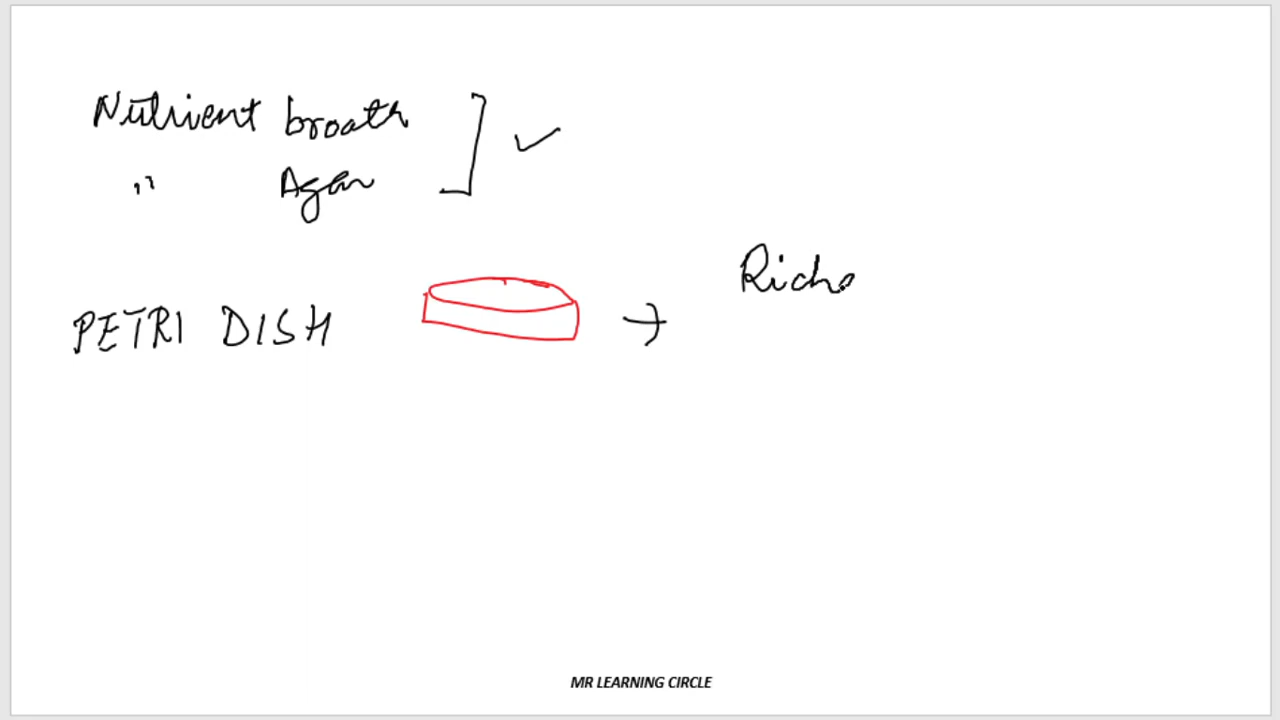 Nutrient broath
" Agar
Richa
PETRI DISH
MR LEARNING CIRCLE